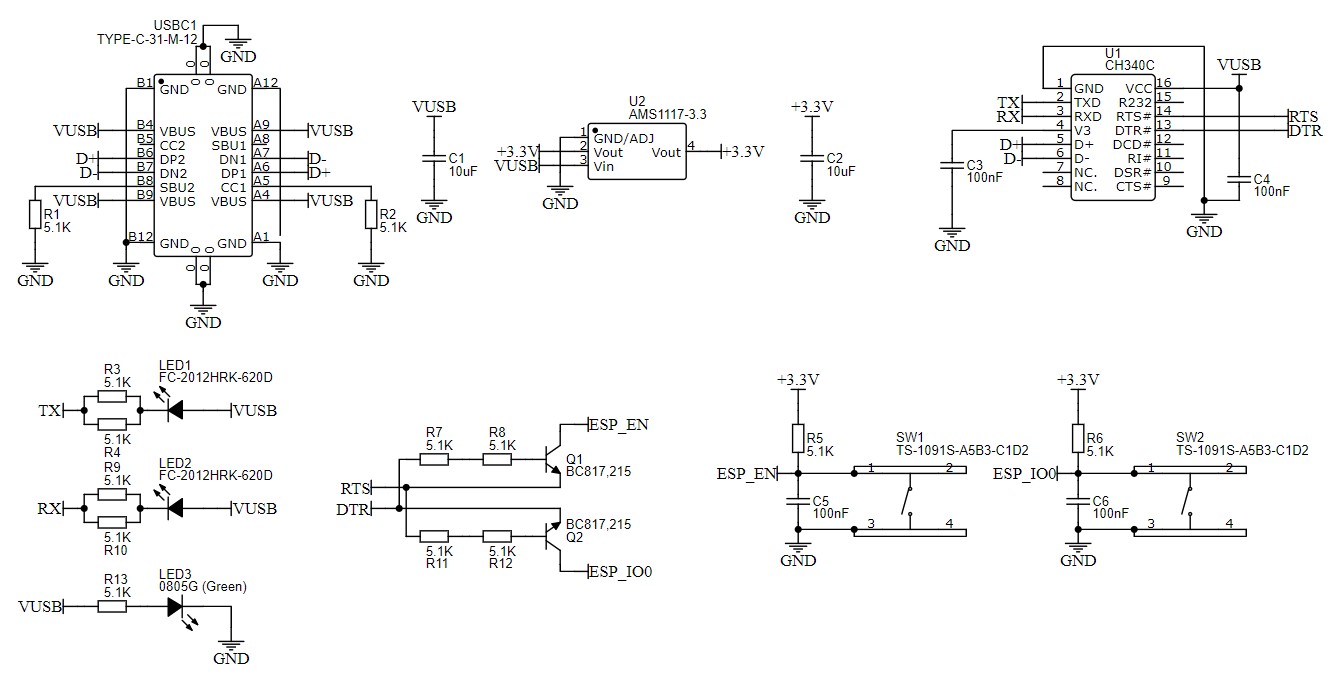 USBC1
TYPE-C-31-M-12
GND
0 0
0 0
B1 GND GND A12
VUSB B4 VBUS VBUS A9 VUSB
B5 CC2 SBU1 A8
D+ B6 DP2 DN1 A7 D-
D- B7 DN2 DP1 A6 D+
B8 SBU2 CC1 A5
VUSB B9 VBUS VBUS A4 VUSB
R1
5.1K
R2
5.1K
B12 GND GND A1
0 0
0 0
GND GND GND GND
GND
VUSB
C1
10uF
GND
U2
AMS1117-3.3
1 GND/ADJ
+3.3V 2 Vout Vout 4 +3.3V
VUSB 3 Vin
GND
+3.3V
C2
10uF
GND
U1
CH340C
VUSB
1 GND VCC 16
TX 2 TXD R232 15
RX 3 RXD RTS# 14 RTS
4 V3 DTR# 13 DTR
D+ 5 D+ DCD# 12
D- 6 D- RI# 11
7 NC. DSR# 10
8 NC. CTS# 9
C3
100nF
C4
100nF
GND
GND
R3
5.1K
LED1
FC-2012HRK-620D
TX VUSB
5.1K
R4
R9
5.1K
LED2
FC-2012HRK-620D
RX VUSB
5.1K
R10
R13
5.1K
LED3
0805G (Green)
VUSB
GND
ESP_EN
R7
5.1K
R8
5.1K
Q1
BC817,215
RTS
DTR
BC817,215
Q2
5.1K
R11
5.1K
R12
ESP_IO0
+3.3V
R5
5.1K
SW1
TS-1091S-A5B3-C1D2
ESP_EN 1 2
C5
100nF
3 4
GND
+3.3V
R6
5.1K
SW2
TS-1091S-A5B3-C1D2
ESP_IO0 1 2
C6
100nF
3 4
GND